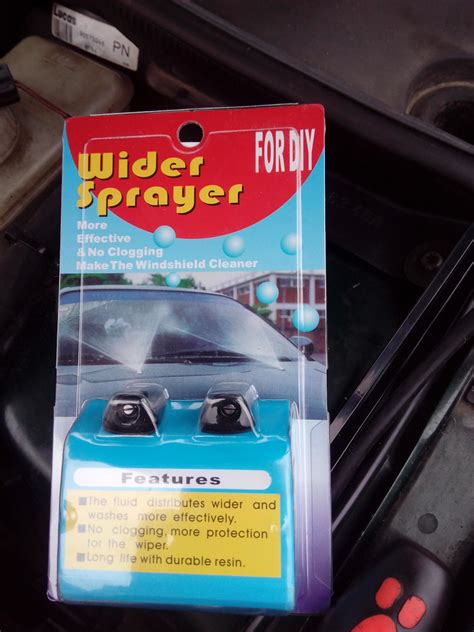 Lucas
PN
FOR DIY
Wider
Sprayer
More
Effective
& No Clogging
Make The Windshield Cleaner
Features
■The fluid distributes wider and
washes more effectively.
■No clogging, more protection
for the wiper.
■Long life with durable resin.